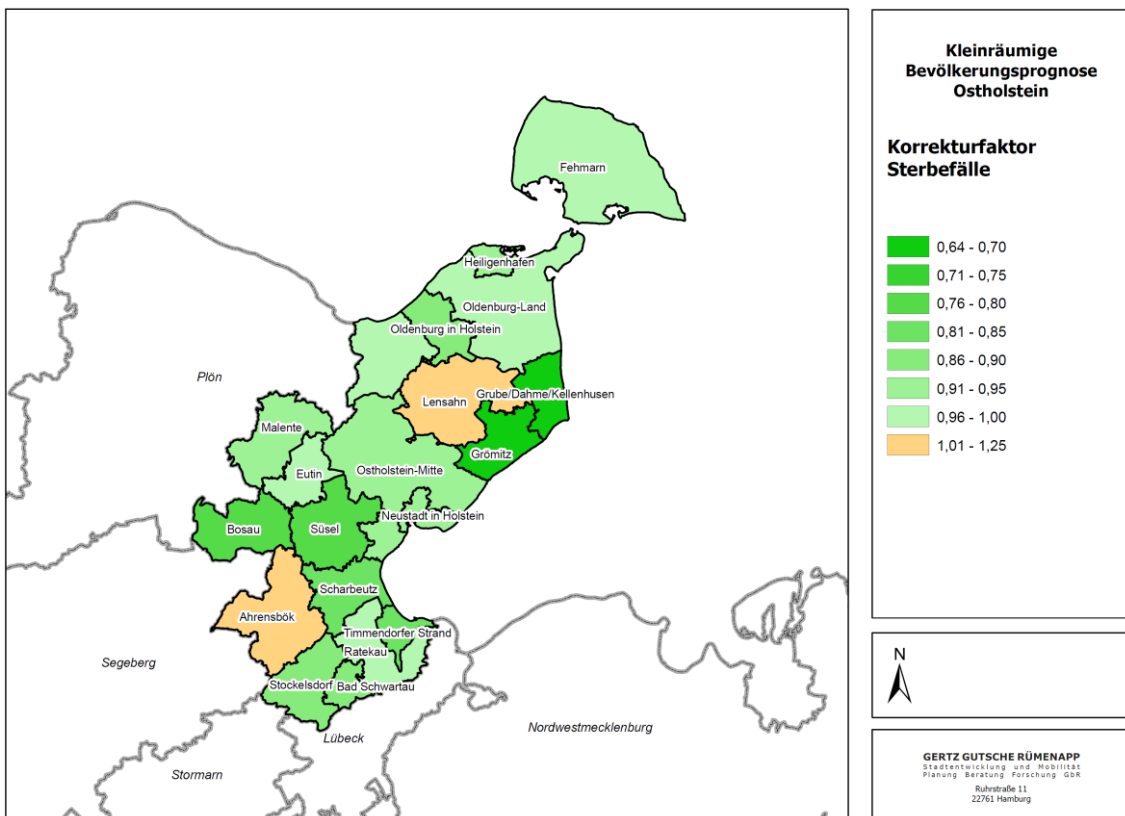 Fehmarn
Heiligenhafen
Oldenburg-Land
Oldenburg in Holstein
Plön
Grube/Dahme/Kellenhusen
Lensahn
Malente
Grömitz
Eutin
Ostholstein-Mitte
Neustadt in Holstein
Bosau
Süsel
Scharbeutz
Ahrensbök
Timmendorfer Strand
Ratekau
Segeberg
Stockelsdorf
Bad Schwartau
Nordwestmecklenburg
Lübeck
Stormarn
Kleinräumige
Bevölkerungsprognose
Ostholstein
Korrekturfaktor
Sterbefälle
0,64 - 0,70
0,71 - 0,75
0,76 - 0,80
0,81 - 0,85
0,86 - 0,90
0,91 - 0,95
0,96 - 1,00
1,01 - 1,25
N
GERTZ GUTSCHE RÜMENAPP
Stadtentwicklung und Mobilität
Planung Beratung Forschung GbR
Ruhrstraße 11
22761 Hamburg